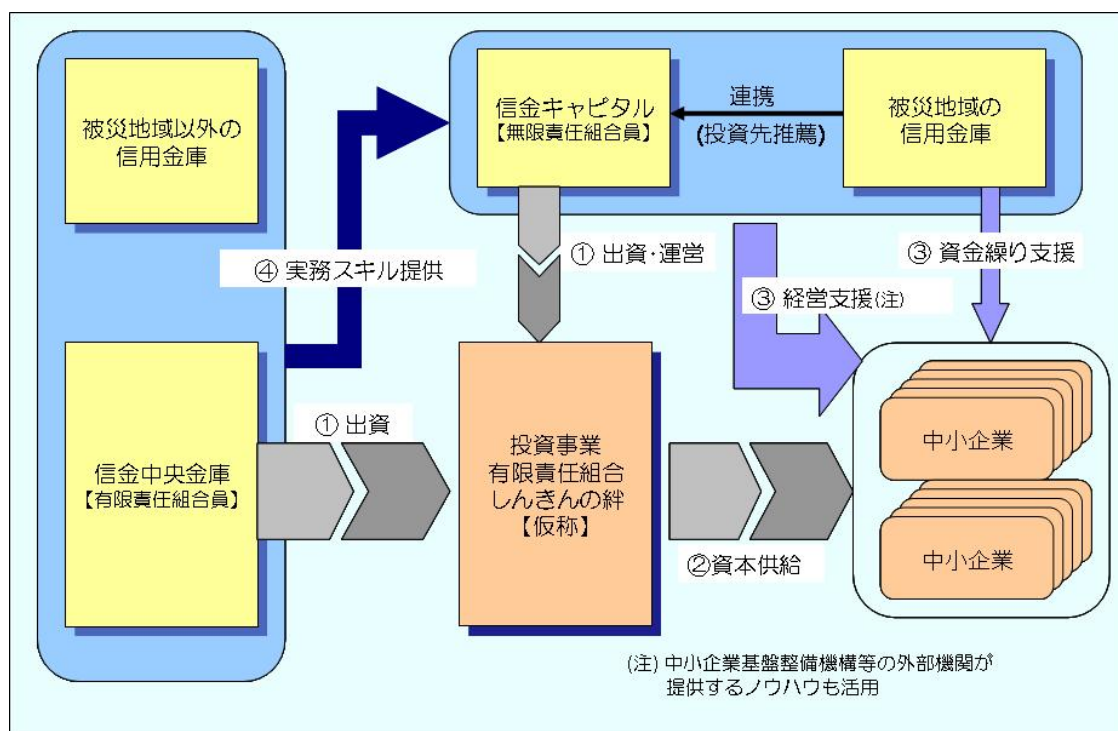 被災地域以外の
信用金庫
信金キャピタル
【無限責任組合員】
連携
(投資先推薦)
被災地域の
信用金庫
④ 実務スキル提供
① 出資・運営
③ 資金繰り支援
③ 経営支援(注)
① 出資
信金中央金庫
【有限責任組合員】
投資事業
有限責任組合
しんきんの絆
【仮称】
②資本供給
中小企業
中小企業
(注) 中小企業基盤整備機構等の外部機関が
提供するノウハウも活用